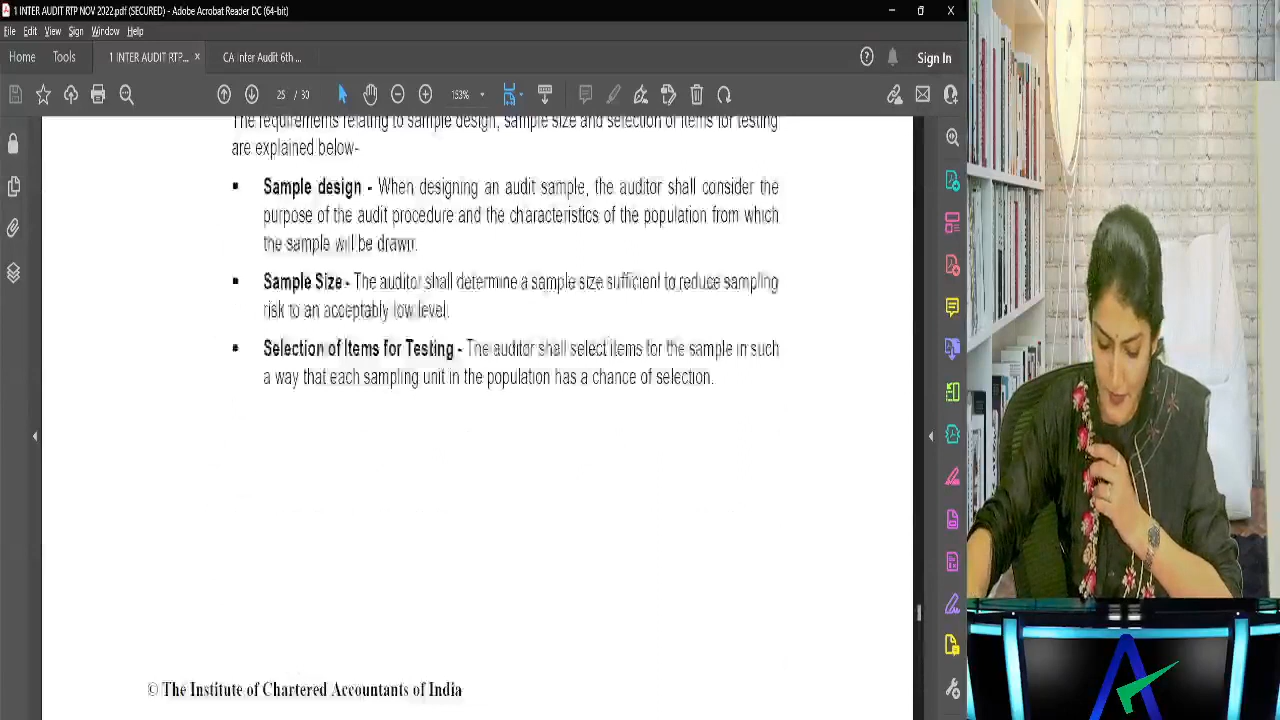 1 INTER AUDIT RTP NOV 2022.pdf (SECURED) - Adobe Acrobat Reader DC (64-bit)
File Edit View Sign Window Help
Home Tools 1 INTER AUDIT RTP... × CA Inter Audit 6th ... Sign In
25 / 30 153%
The requirements relating to sample design, sample size and selection of items for testing
are explained below-
▪ Sample design - When designing an audit sample, the auditor shall consider the
purpose of the audit procedure and the characteristics of the population from which
the sample will be drawn.
▪ Sample Size - The auditor shall determine a sample size sufficient to reduce sampling
risk to an acceptably low level.
▪ Selection of Items for Testing - The auditor shall select items for the sample in such
a way that each sampling unit in the population has a chance of selection.
© The Institute of Chartered Accountants of India